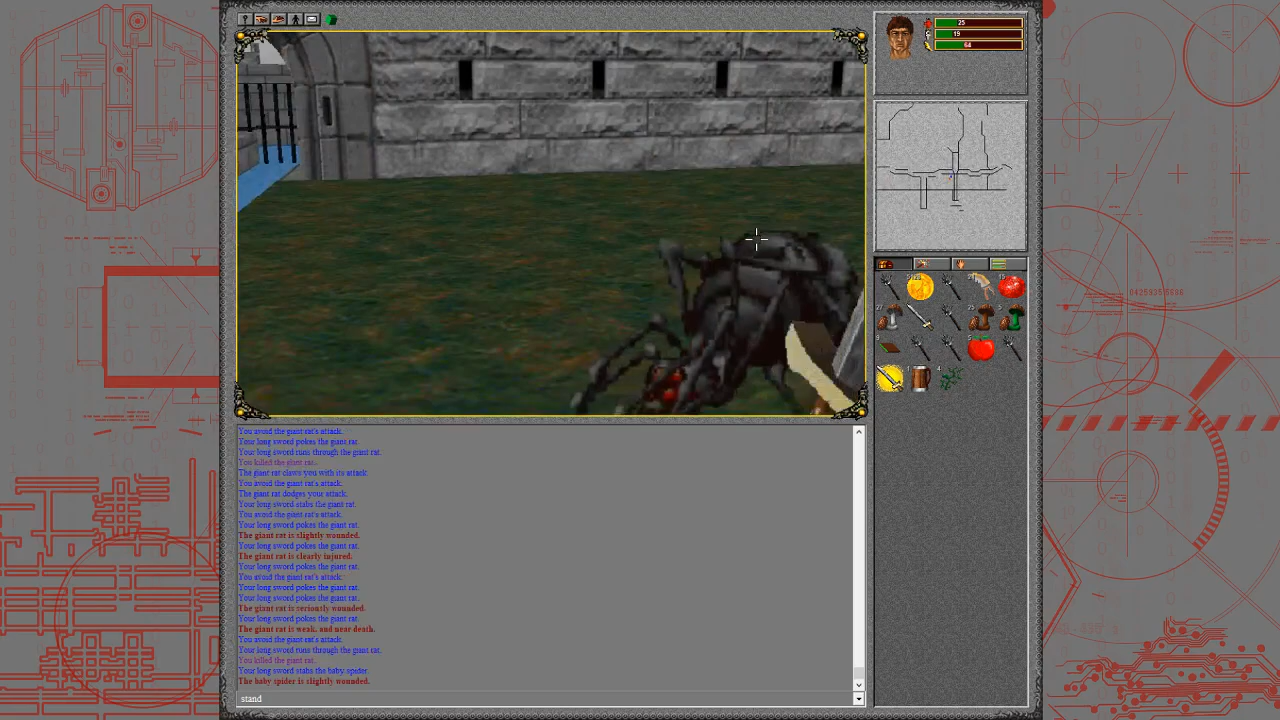 25
19
64
You avoid the giant rat's attack.
Your long sword pokes the giant rat.
Your long sword runs through the giant rat.
You killed the giant rat.
The giant rat claws you with its attack.
You avoid the giant rat's attack.
The giant rat dodges your attack.
Your long sword stabs the giant rat.
You avoid the giant rat's attack.
Your long sword pokes the giant rat.
The giant rat is slightly wounded.
Your long sword pokes the giant rat.
The giant rat is clearly injured.
Your long sword pokes the giant rat.
You avoid the giant rat's attack.
Your long sword pokes the giant rat.
Your long sword pokes the giant rat.
The giant rat is seriously wounded.
Your long sword pokes the giant rat.
The giant rat is weak, and near death.
You avoid the giant rat's attack.
Your long sword runs through the giant rat.
You killed the giant rat.
Your long sword stabs the baby spider.
The baby spider is slightly wounded.
stand